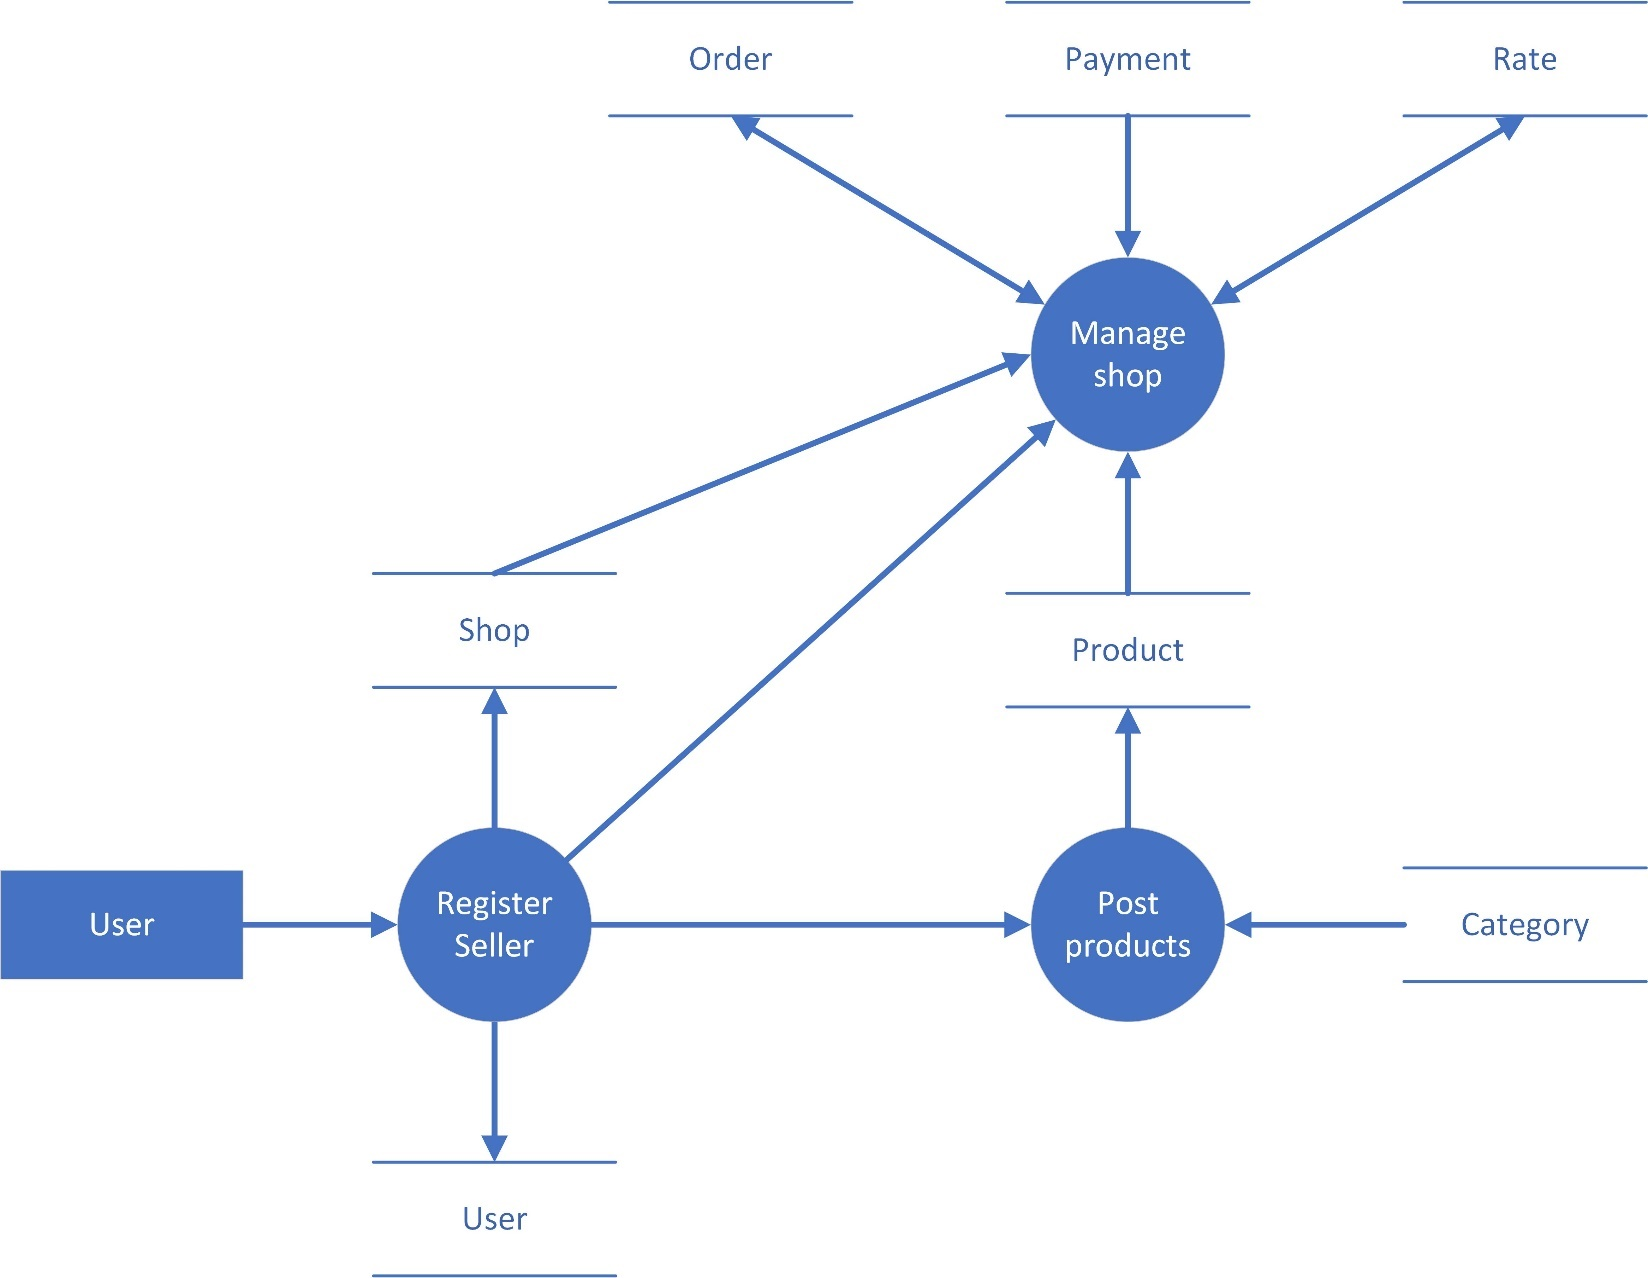 Order
Payment
Rate
Manage
shop
Shop
Product
User
Register
Seller
Post
products
Category
User